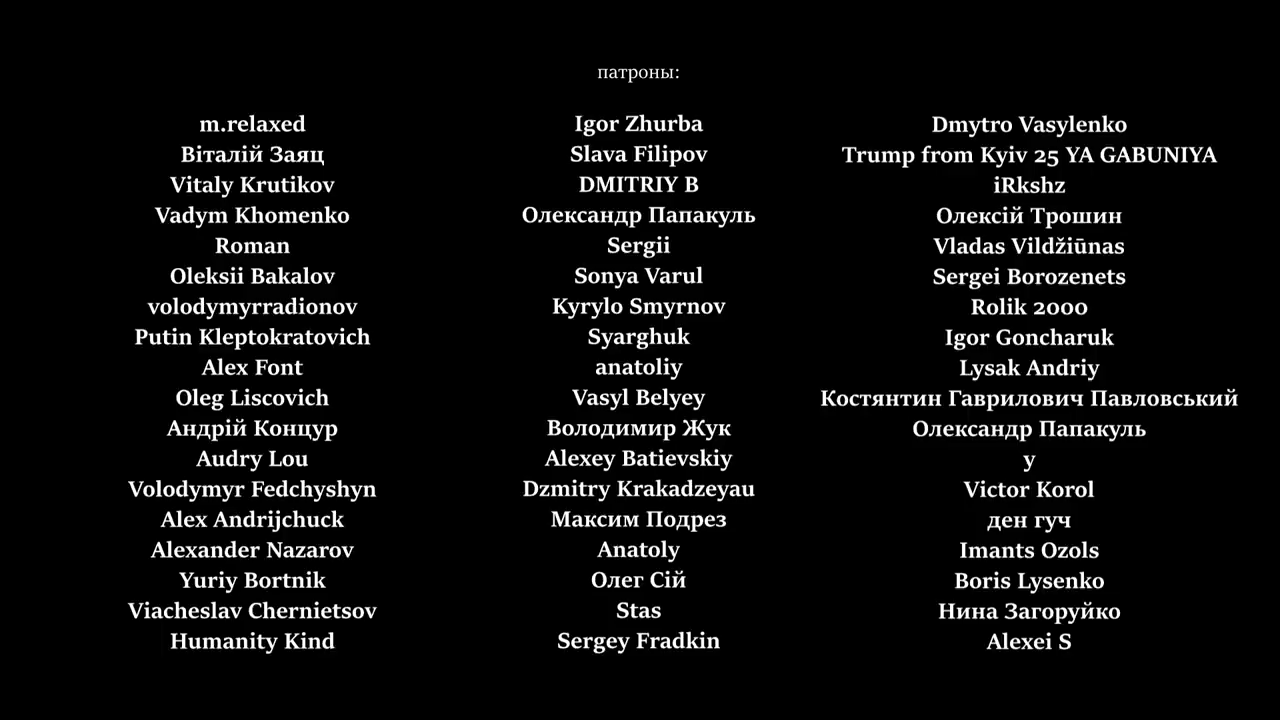 патроны:
m.relaxed
Віталій Заяц
Vitaly Krutikov
Vadym Khomenko
Roman
Oleksii Bakalov
volodymyrradionov
Putin Kleptokratovich
Alex Font
Oleg Liscovich
Андрій Концур
Audry Lou
Volodymyr Fedchyshyn
Alex Andrijchuck
Alexander Nazarov
Yuriy Bortnik
Viacheslav Chernietsov
Humanity Kind
Igor Zhurba
Slava Filipov
DMITRIY B
Олександр Папакуль
Sergii
Sonya Varul
Kyrylo Smyrnov
Syarghuk
anatoliy
Vasyl Belyey
Володимир Жук
Alexey Batievskiy
Dzmitry Krakadzeyau
Максим Подрез
Anatoly
Олег Сій
Stas
Sergey Fradkin
Dmytro Vasylenko
Trump from Kyiv 25 YA GABUNIYA
iRkshz
Олексій Трошин
Vladas Vildžiūnas
Sergei Borozenets
Rolik 2000
Igor Goncharuk
Lysak Andriy
Костянтин Гаврилович Павловський
Олександр Папакуль
y
Victor Korol
ден гуч
Imants Ozols
Boris Lysenko
Нина Загоруйко
Alexei S